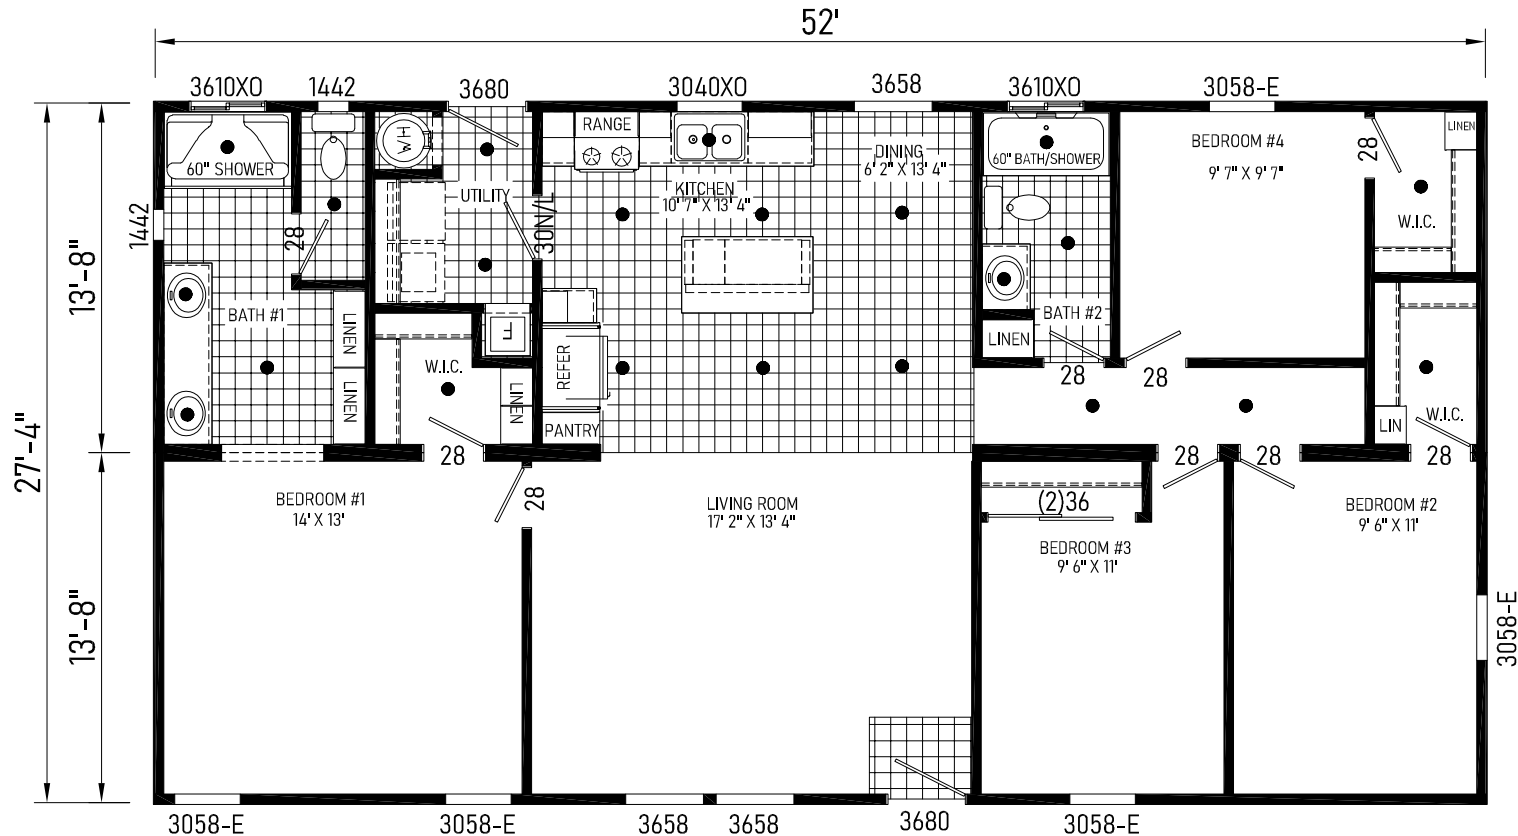 52'
3610XO
1442
3680
3040XO
3658
3610XO
3058-E
60" SHOWER
H/W
RANGE
60" BATH/SHOWER
BEDROOM #4
9' 7" X 9' 7"
28
LINEN
DINING
6' 2" X 13' 4"
UTILITY
KITCHEN
10' 7" X 13' 4"
1442
28
30N/L
W.I.C.
13'-8"
BATH #1
LINEN
LINEN
F
BATH #2
LINEN
W.I.C.
LINEN
REFER
PANTRY
28
28
LIN
W.I.C.
27'-4"
28
28
28
28
BEDROOM #1
14' X 13'
28
LIVING ROOM
17' 2" X 13' 4"
(2)36
BEDROOM #3
9' 6" X 11'
BEDROOM #2
9' 6" X 11'
13'-8"
3058-E
3058-E
3058-E
3658
3658
3680
3058-E